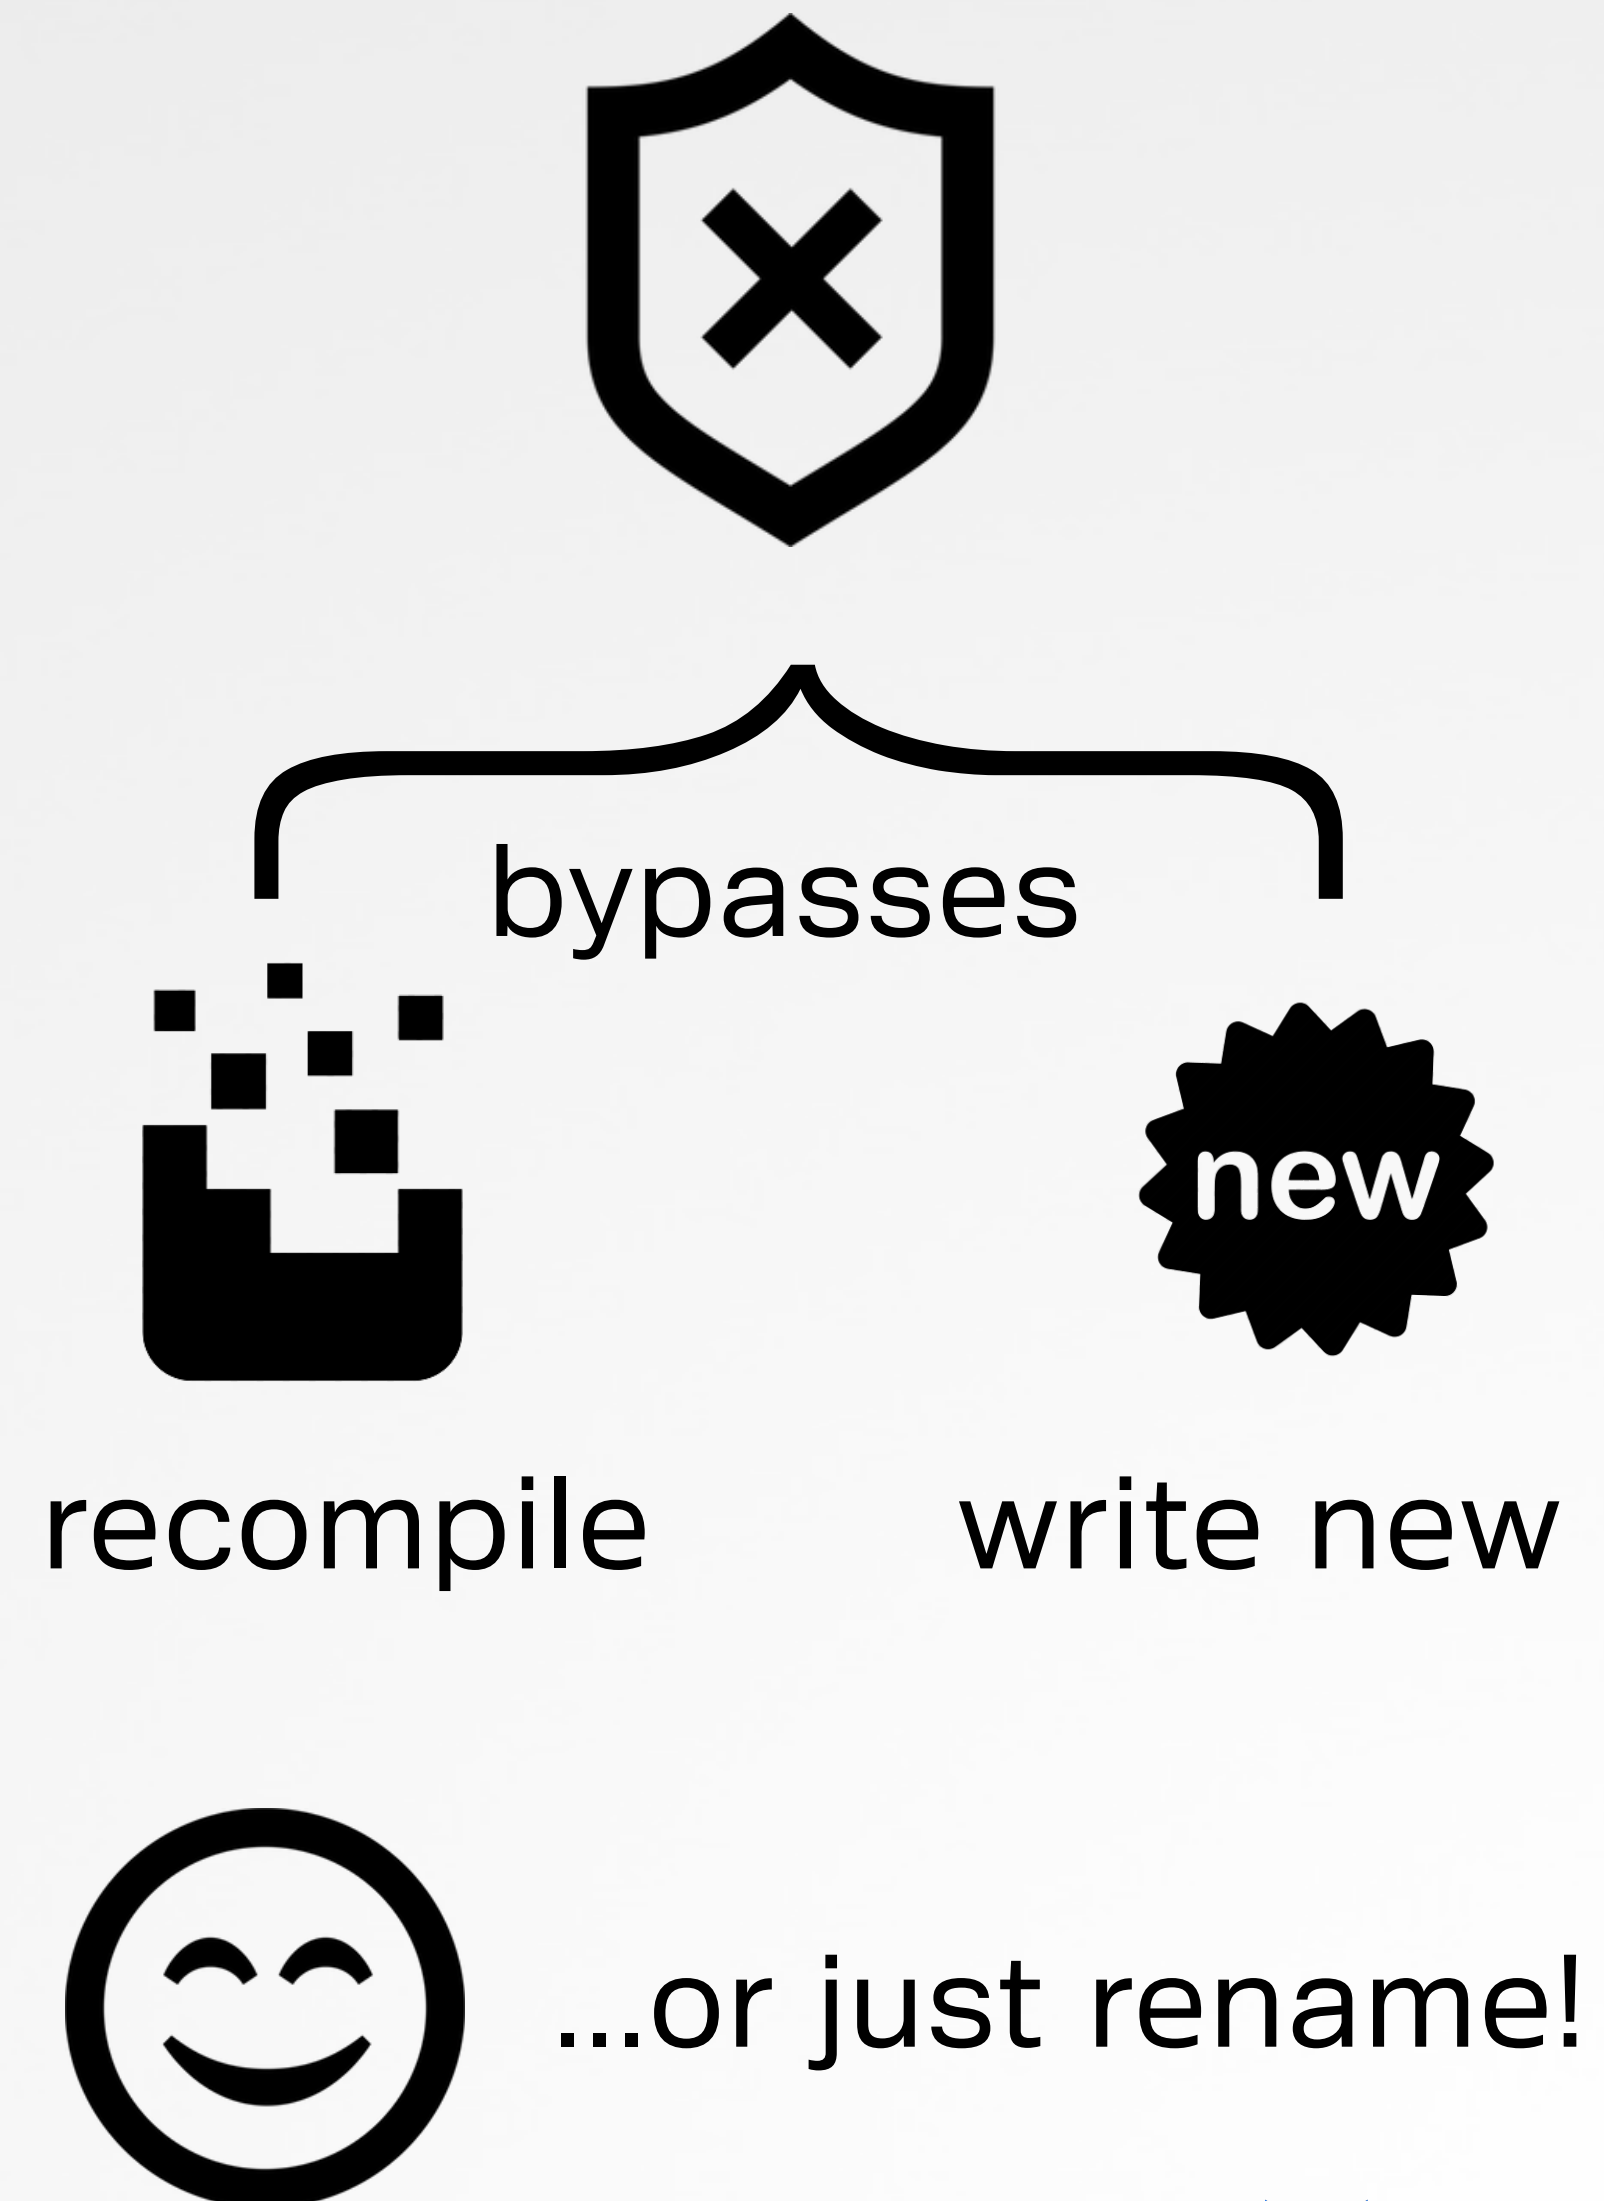 bypasses
new
recompile
write new
...or just rename!